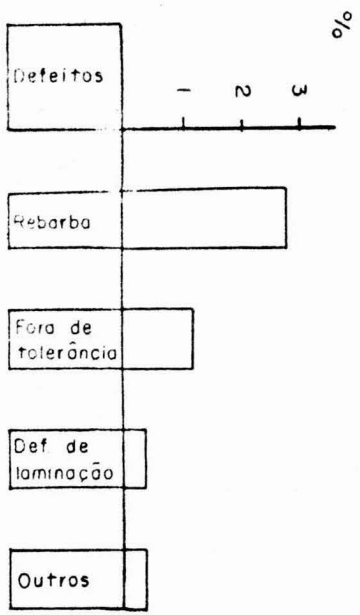 %
Defeitos
1
2
3
Rebarba
Fora de
tolerância
Def. de
laminação
Outros